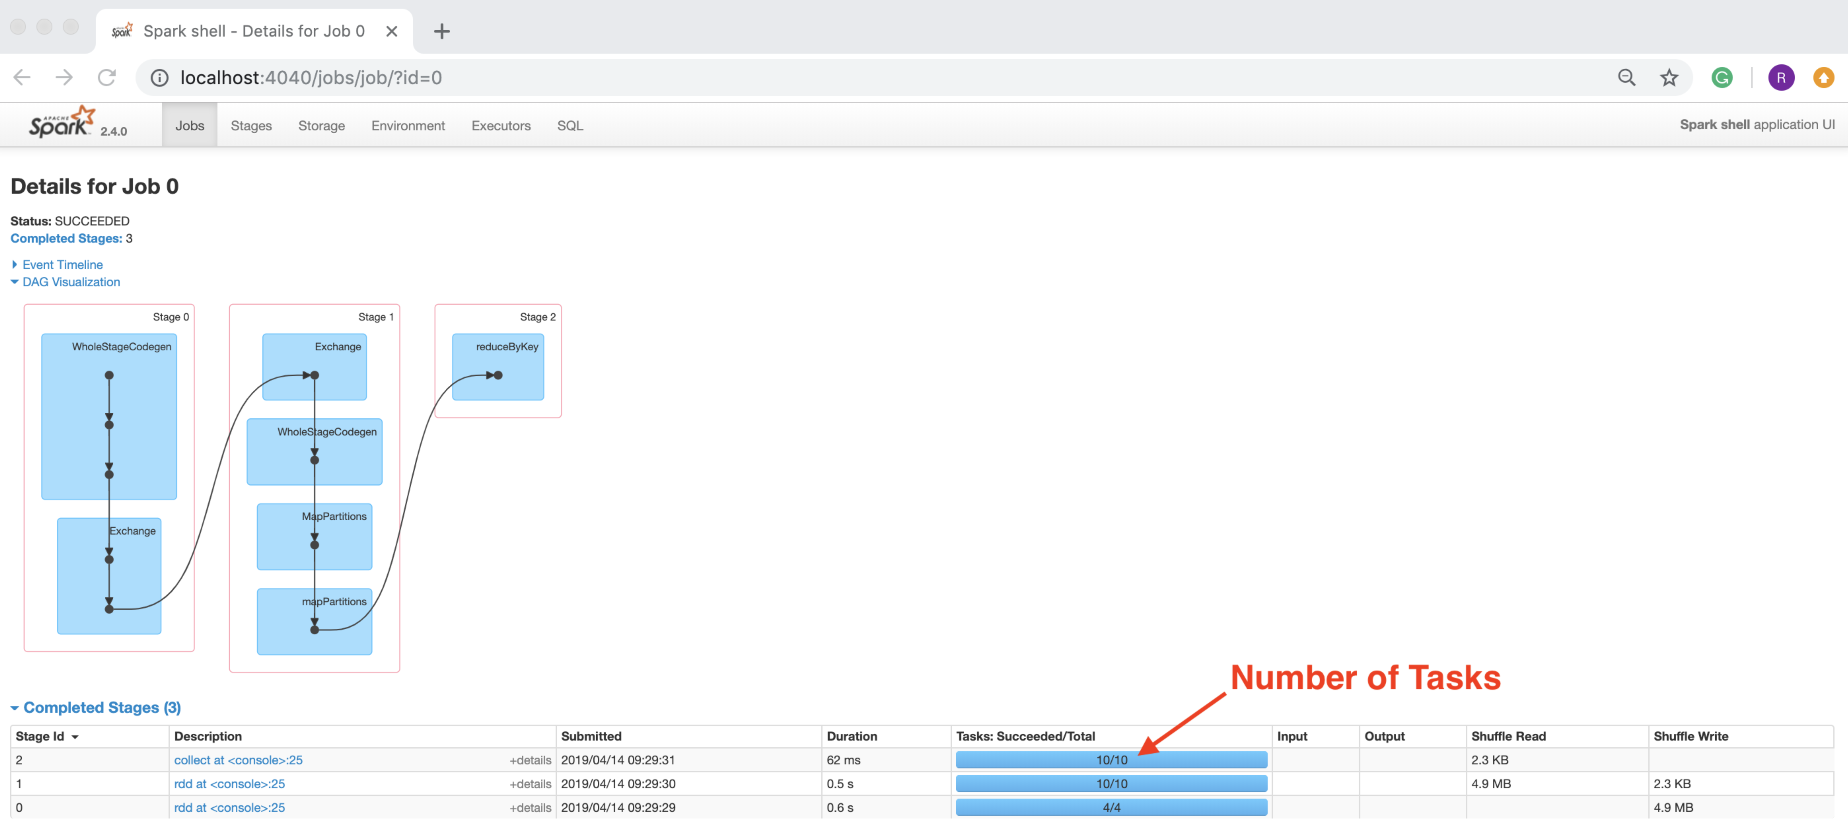 Spark shell - Details for Job 0
localhost:4040/jobs/job/?id=0
G
R
APACHE
Spark 2.4.0
Jobs Stages Storage Environment Executors SQL
Spark shell application UI
Details for Job 0
Status: SUCCEEDED
Completed Stages: 3
Event Timeline
DAG Visualization
Stage 0
WholeStageCodegen
Exchange
Stage 1
Exchange
WholeStageCodegen
MapPartitions
mapPartitions
Stage 2
reduceByKey
Number of Tasks
Completed Stages (3)
Stage Id Description Submitted Duration Tasks: Succeeded/Total Input Output Shuffle Read Shuffle Write
2 collect at <console>:25 +details 2019/04/14 09:29:31 62 ms 10/10 2.3 KB
1 rdd at <console>:25 +details 2019/04/14 09:29:30 0.5 s 10/10 4.9 MB 2.3 KB
0 rdd at <console>:25 +details 2019/04/14 09:29:29 0.6 s 4/4 4.9 MB